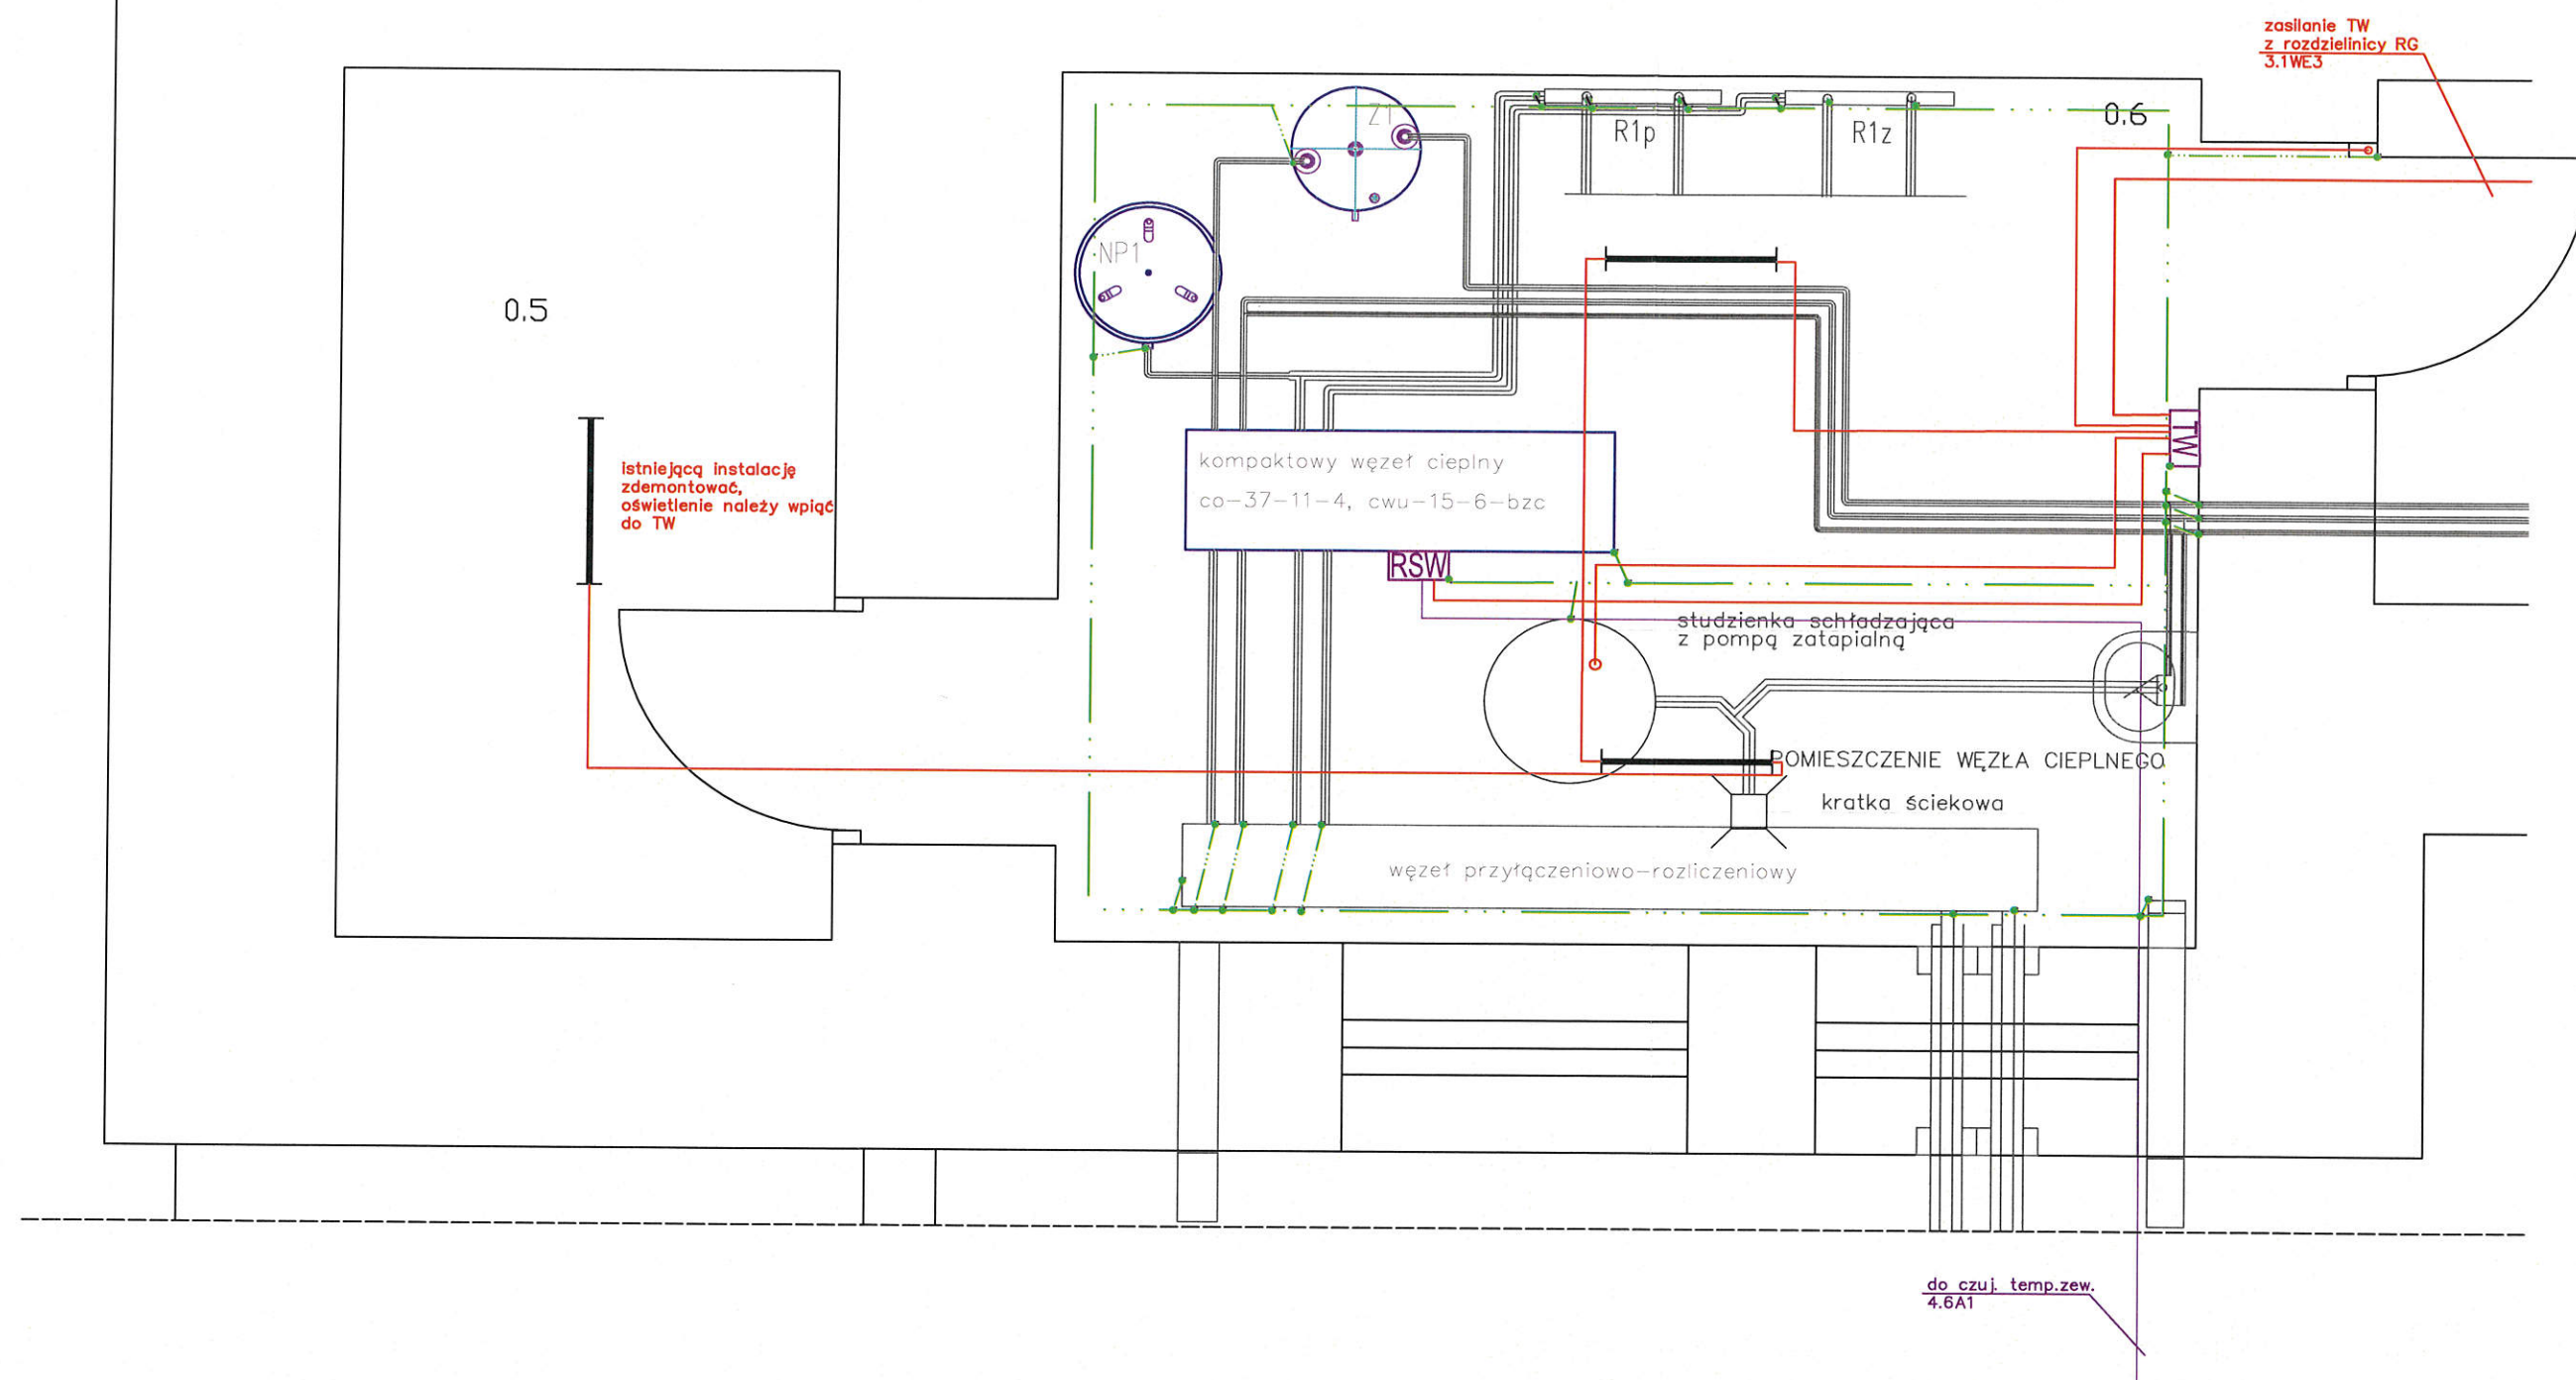 zasilanie TW
z rozdzielnicy RG
3.1WE3
0.6
Z1
R1p
R1z
NP1
0.5
TW
kompaktowy węzeł cieplny
co-37-11-4, cwu-15-6-bzc
istniejącą instalację
zdemontować,
oświetlenie należy wpiąć
do TW
RSW
studzienka schładzająca
z pompą zatapialną
POMIESZCZENIE WĘZŁA CIEPLNEGO
kratka ściekowa
węzeł przyłączeniowo-rozliczeniowy
do czuj. temp.zew.
4.6A1